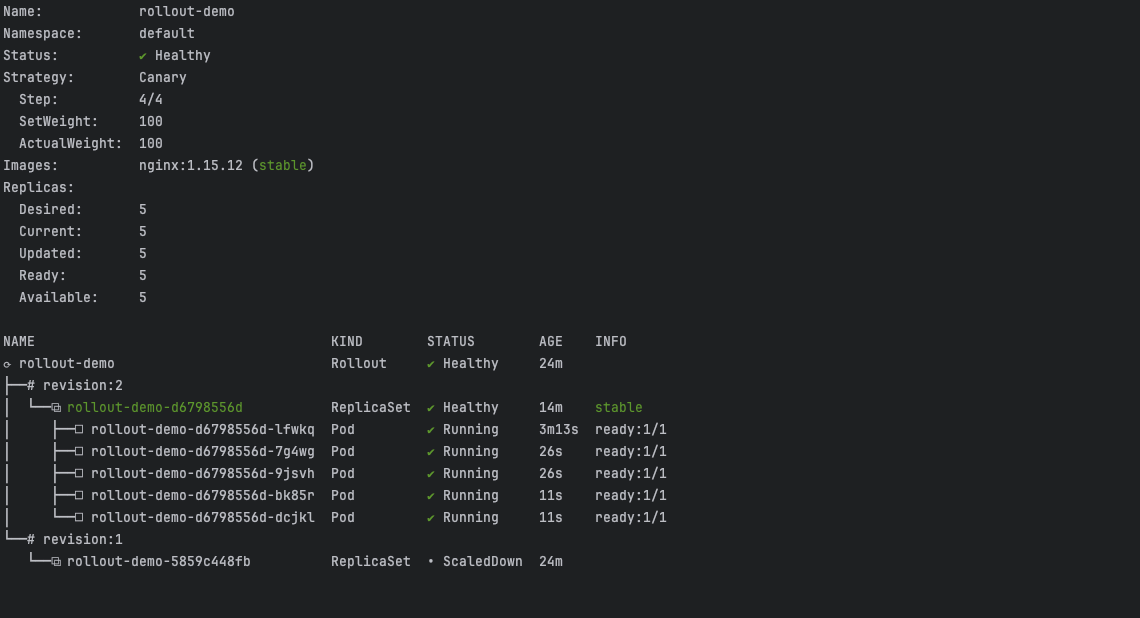 Name:            rollout-demo
Namespace:       default
Status:          ✔ Healthy
Strategy:        Canary
  Step:          4/4
  SetWeight:     100
  ActualWeight:  100
Images:          nginx:1.15.12 (stable)
Replicas:
  Desired:       5
  Current:       5
  Updated:       5
  Ready:         5
  Available:     5

NAME                                     KIND        STATUS        AGE    INFO
⟳ rollout-demo                           Rollout     ✔ Healthy     24m
├──# revision:2
│  └──⧉ rollout-demo-d6798556d           ReplicaSet  ✔ Healthy     14m    stable
│     ├──□ rollout-demo-d6798556d-lfwkq  Pod         ✔ Running     3m13s  ready:1/1
│     ├──□ rollout-demo-d6798556d-7g4wg  Pod         ✔ Running     26s    ready:1/1
│     ├──□ rollout-demo-d6798556d-9jsvh  Pod         ✔ Running     26s    ready:1/1
│     ├──□ rollout-demo-d6798556d-bk85r  Pod         ✔ Running     11s    ready:1/1
│     └──□ rollout-demo-d6798556d-dcjkl  Pod         ✔ Running     11s    ready:1/1
└──# revision:1
   └──⧉ rollout-demo-5859c448fb          ReplicaSet  • ScaledDown  24m